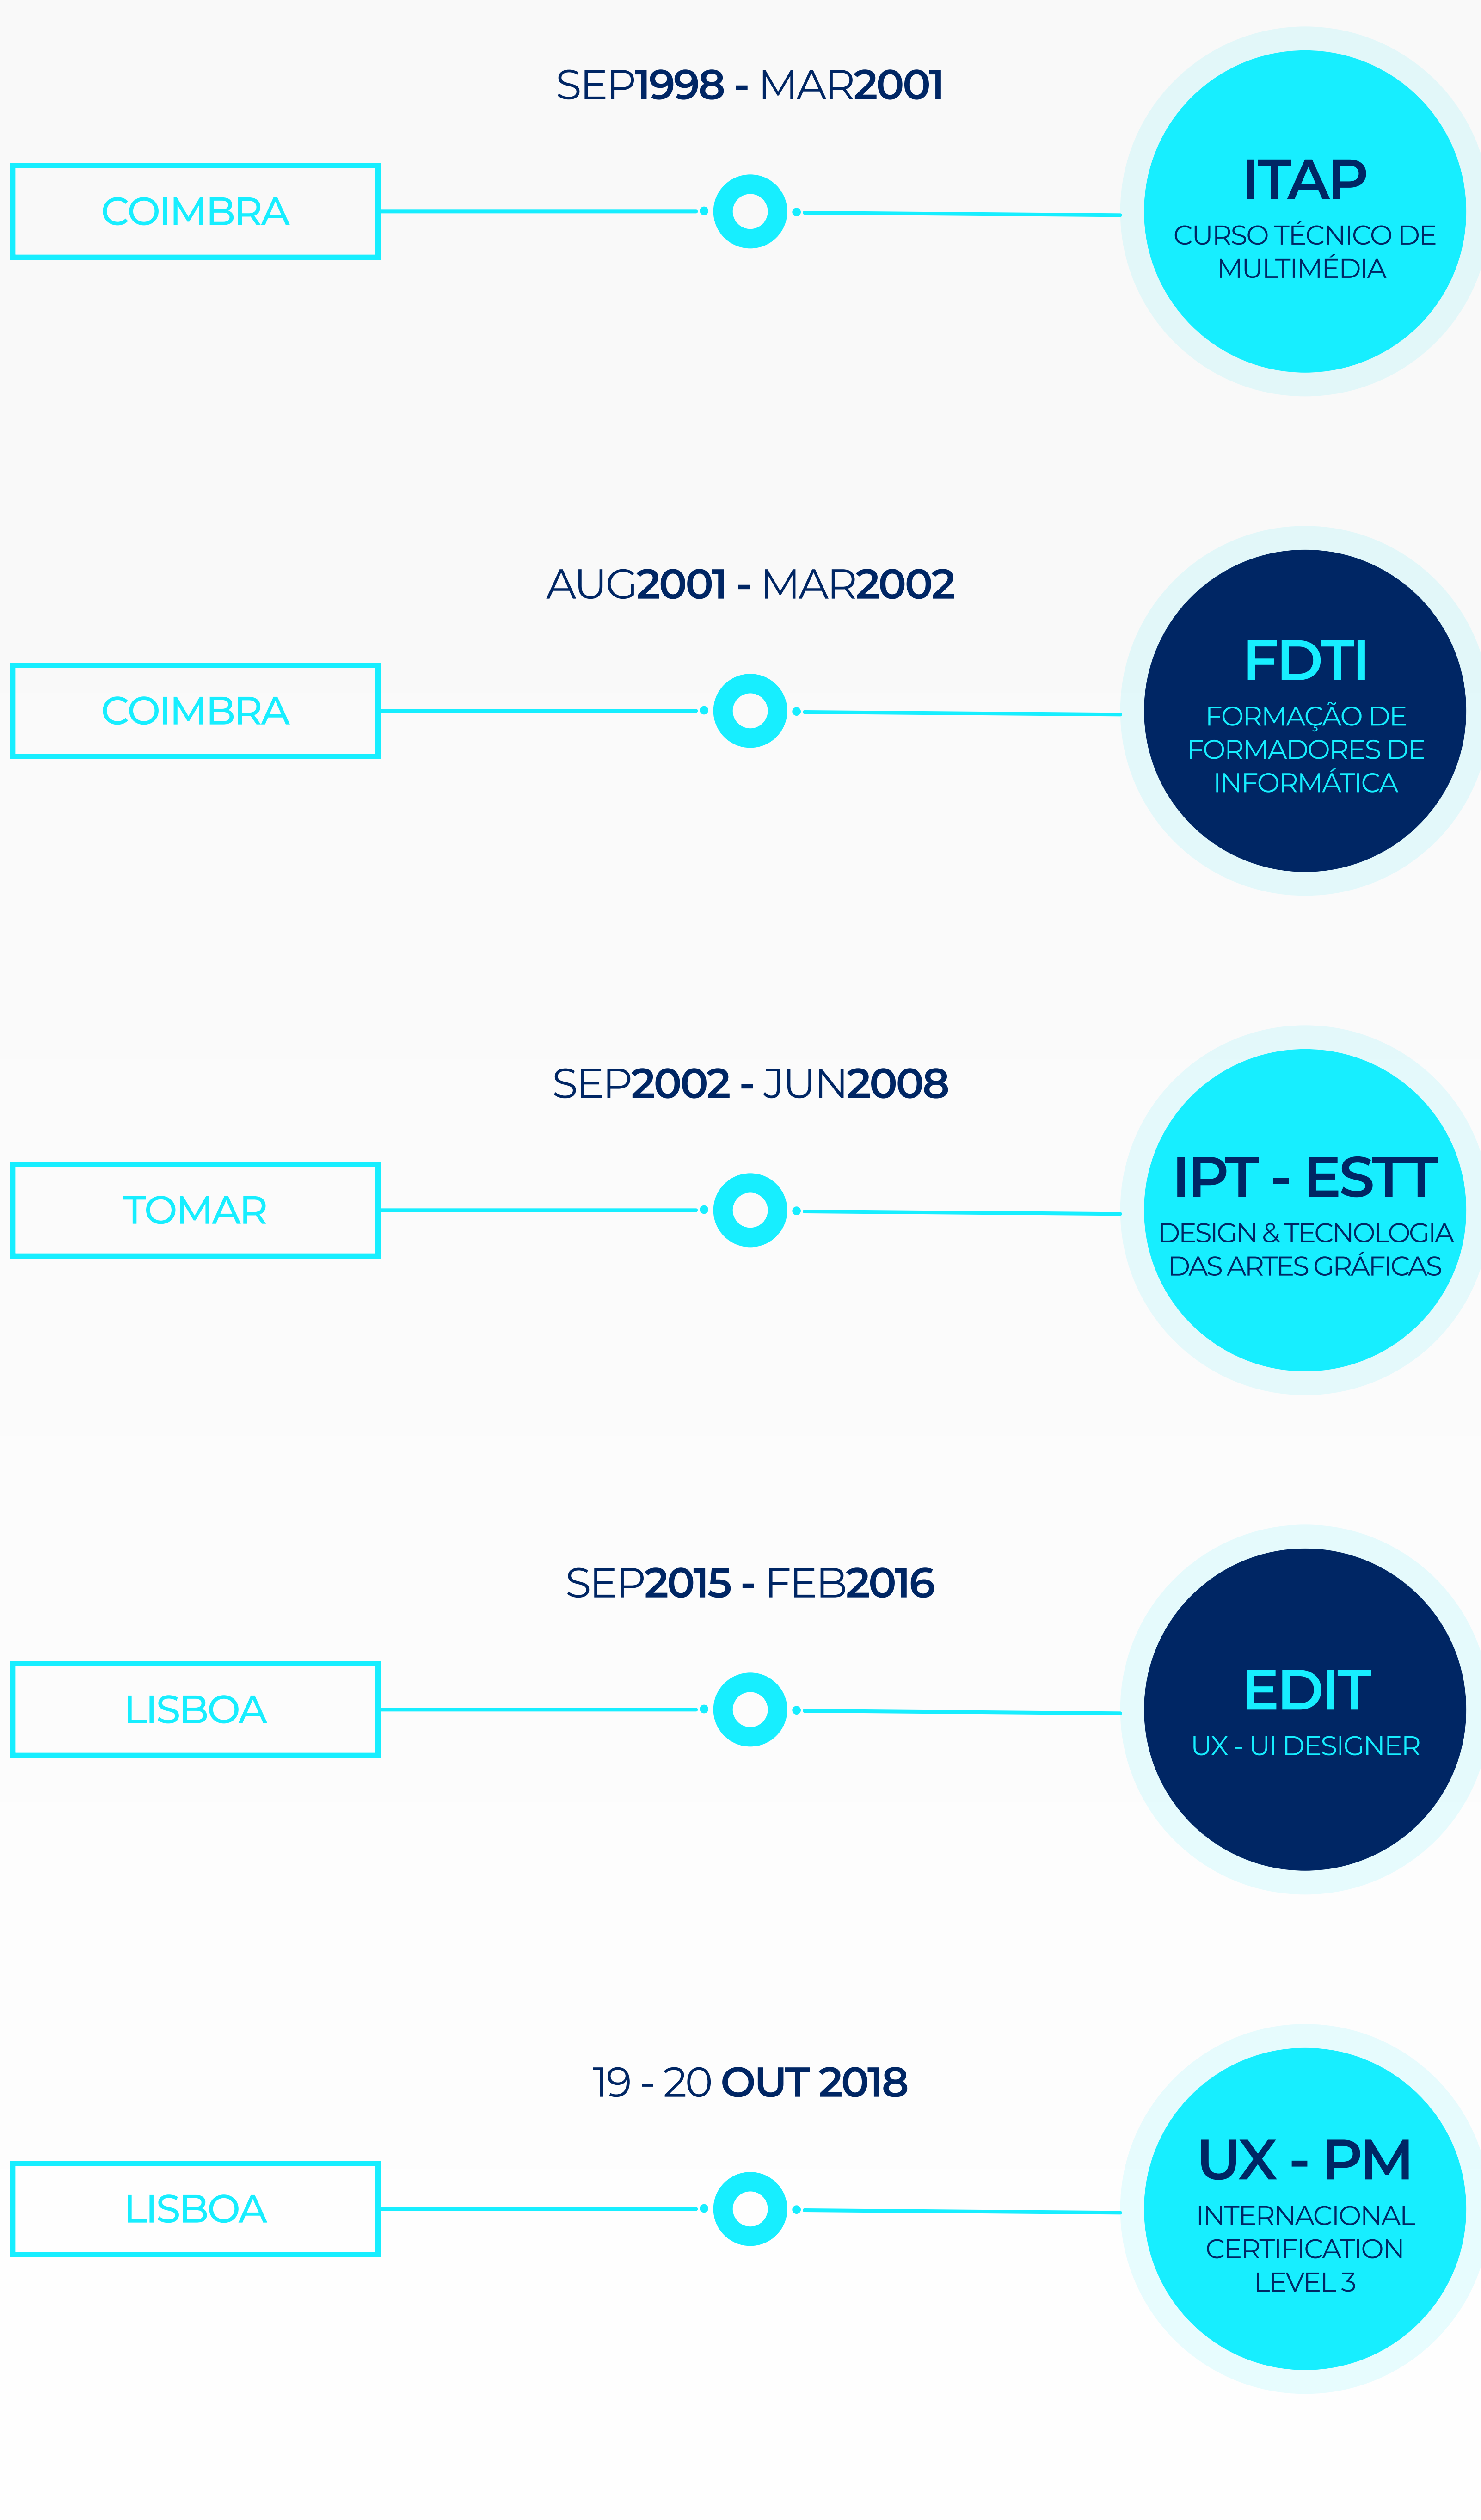 SEP1998 - MAR2001
COIMBRA
ITAP
CURSO TÉCNICO DE
MULTIMÉDIA
AUG2001 - MAR2002
COIMBRA
FDTI
FORMAÇÃO DE
FORMADORES DE
INFORMÁTICA
SEP2002 - JUN2008
TOMAR
IPT - ESTT
DESIGN & TECNOLOGIA
DAS ARTES GRÁFICAS
SEP2015 - FEB2016
LISBOA
EDIT
UX - UI DESIGNER
19 - 20 OUT 2018
LISBOA
UX - PM
INTERNACIONAL
CERTIFICATION
LEVEL 3